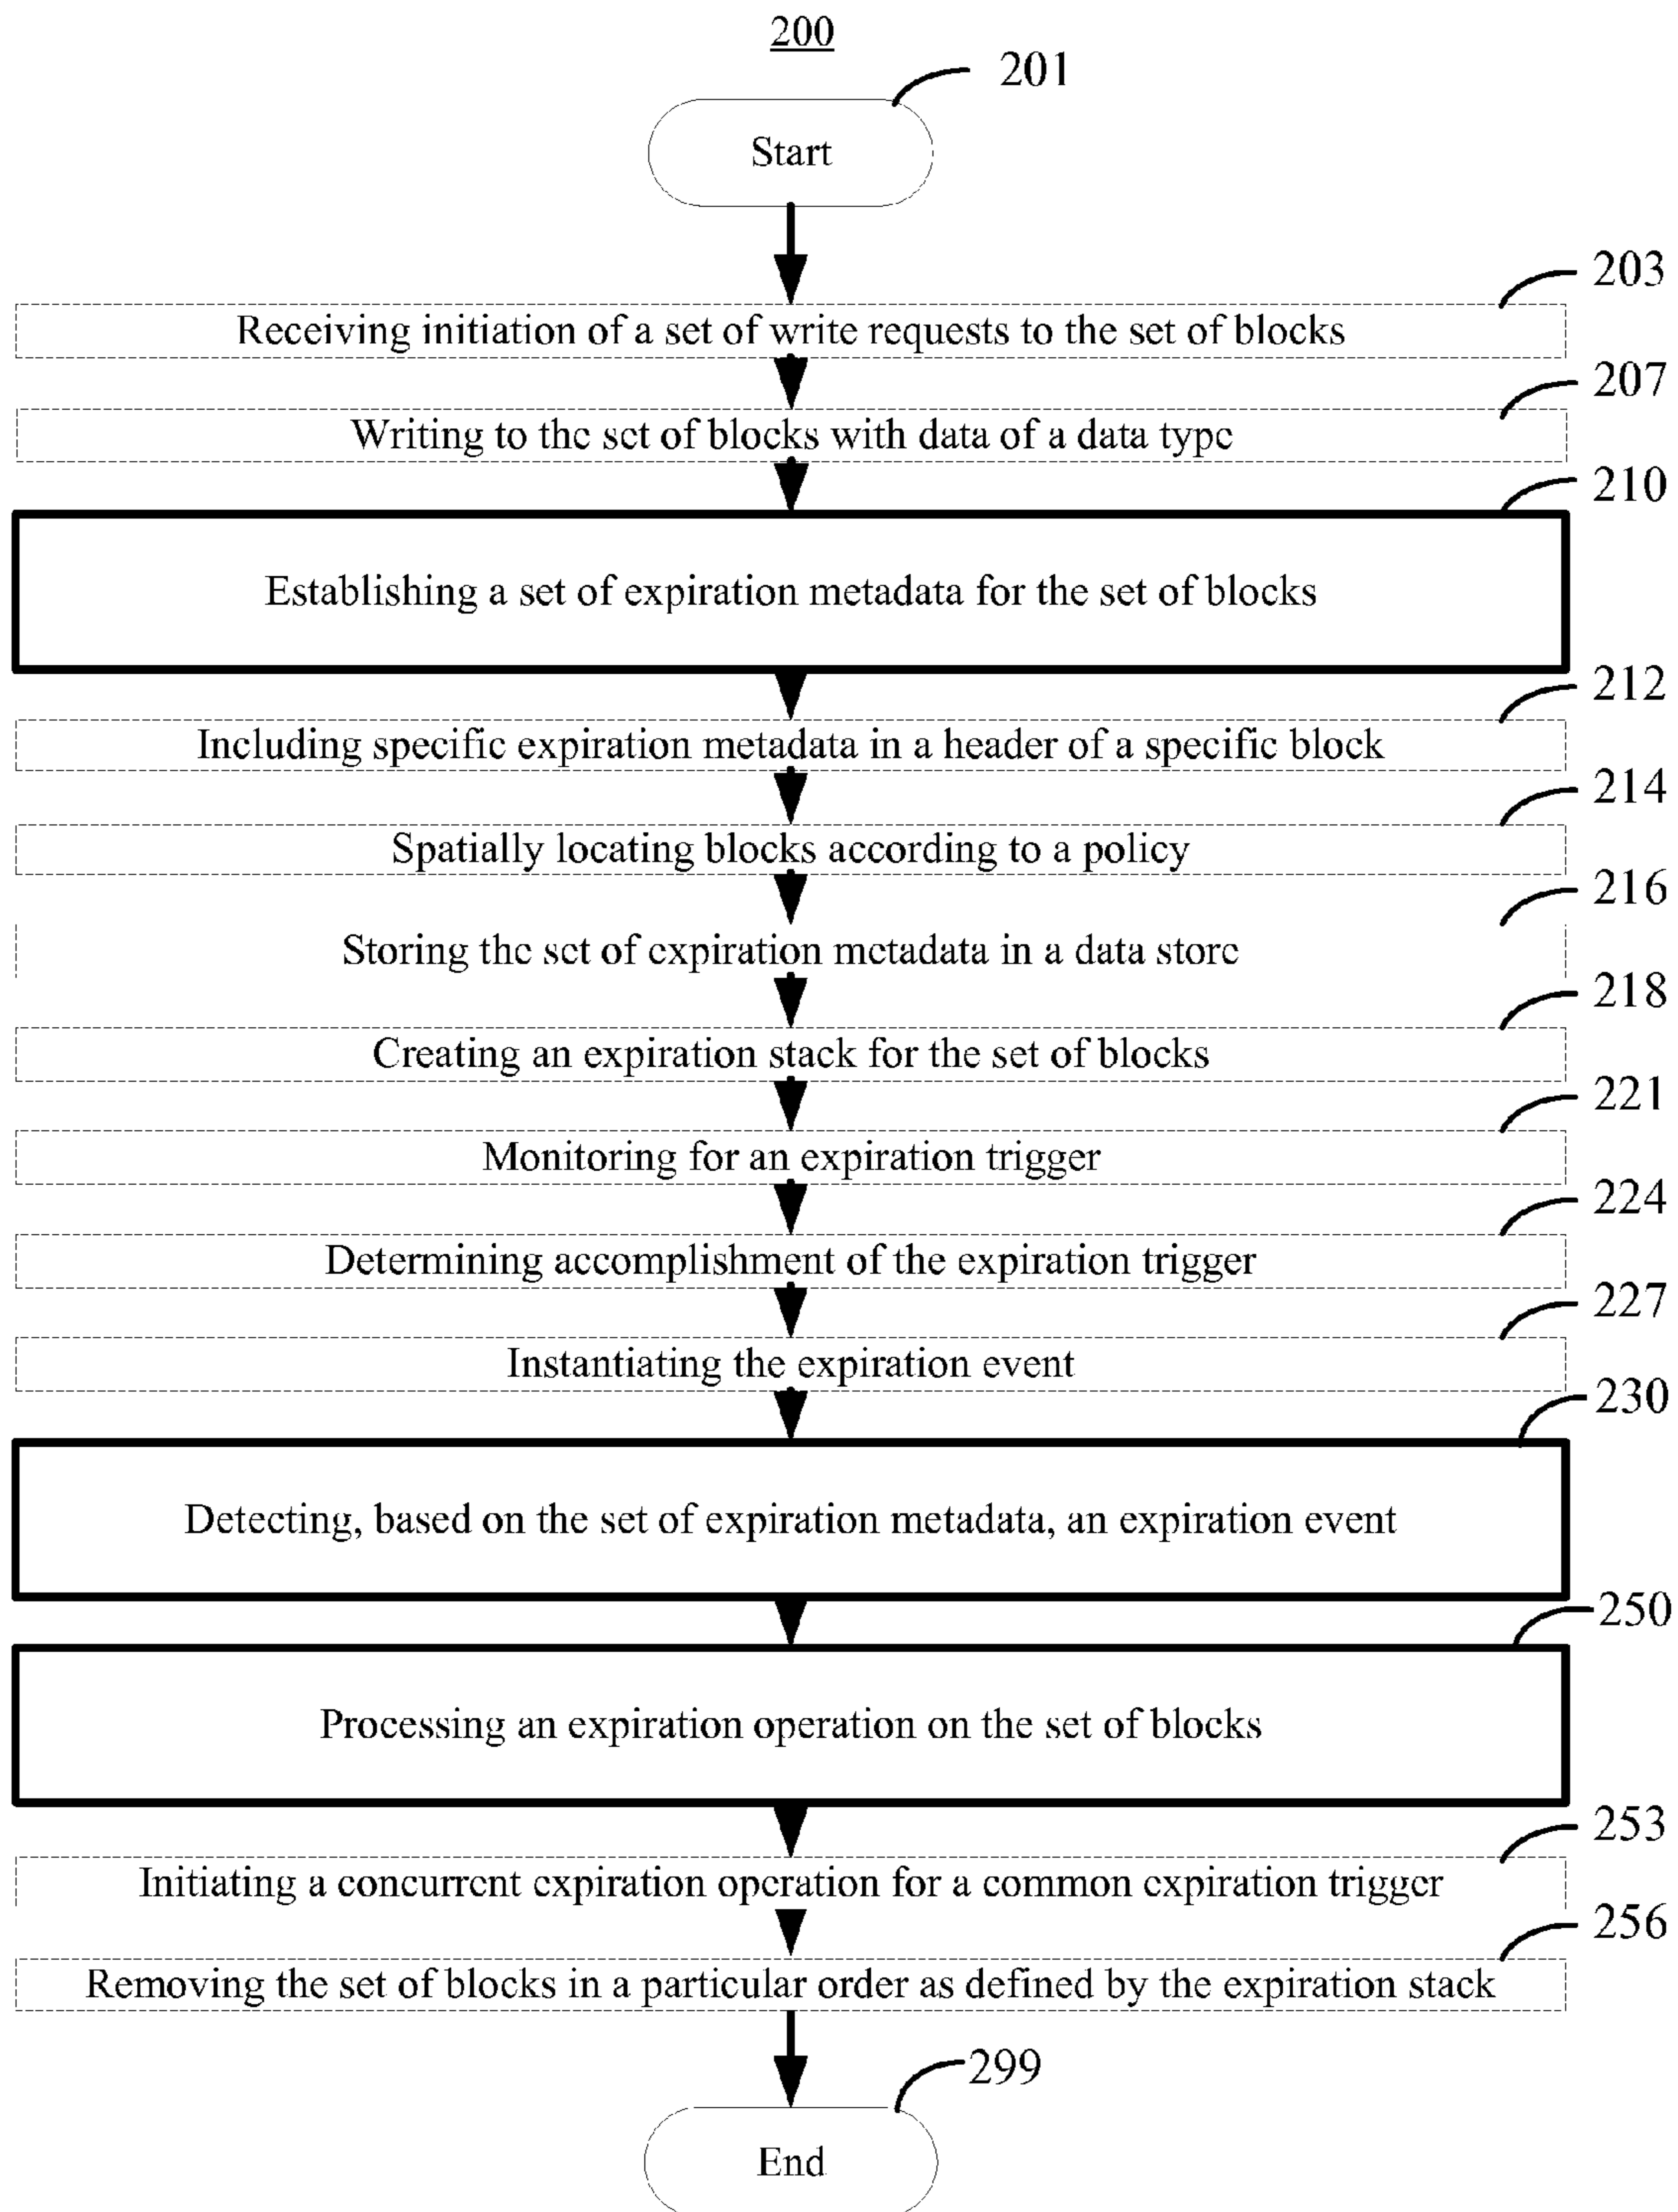 200
201
Start
203
Receiving initiation of a set of write requests to the set of blocks
207
Writing to the set of blocks with data of a data type
210
Establishing a set of expiration metadata for the set of blocks
212
Including specific expiration metadata in a header of a specific block
214
Spatially locating blocks according to a policy
216
Storing the set of expiration metadata in a data store
218
Creating an expiration stack for the set of blocks
221
Monitoring for an expiration trigger
224
Determining accomplishment of the expiration trigger
227
Instantiating the expiration event
230
Detecting, based on the set of expiration metadata, an expiration event
250
Processing an expiration operation on the set of blocks
253
Initiating a concurrent expiration operation for a common expiration trigger
256
Removing the set of blocks in a particular order as defined by the expiration stack
299
End